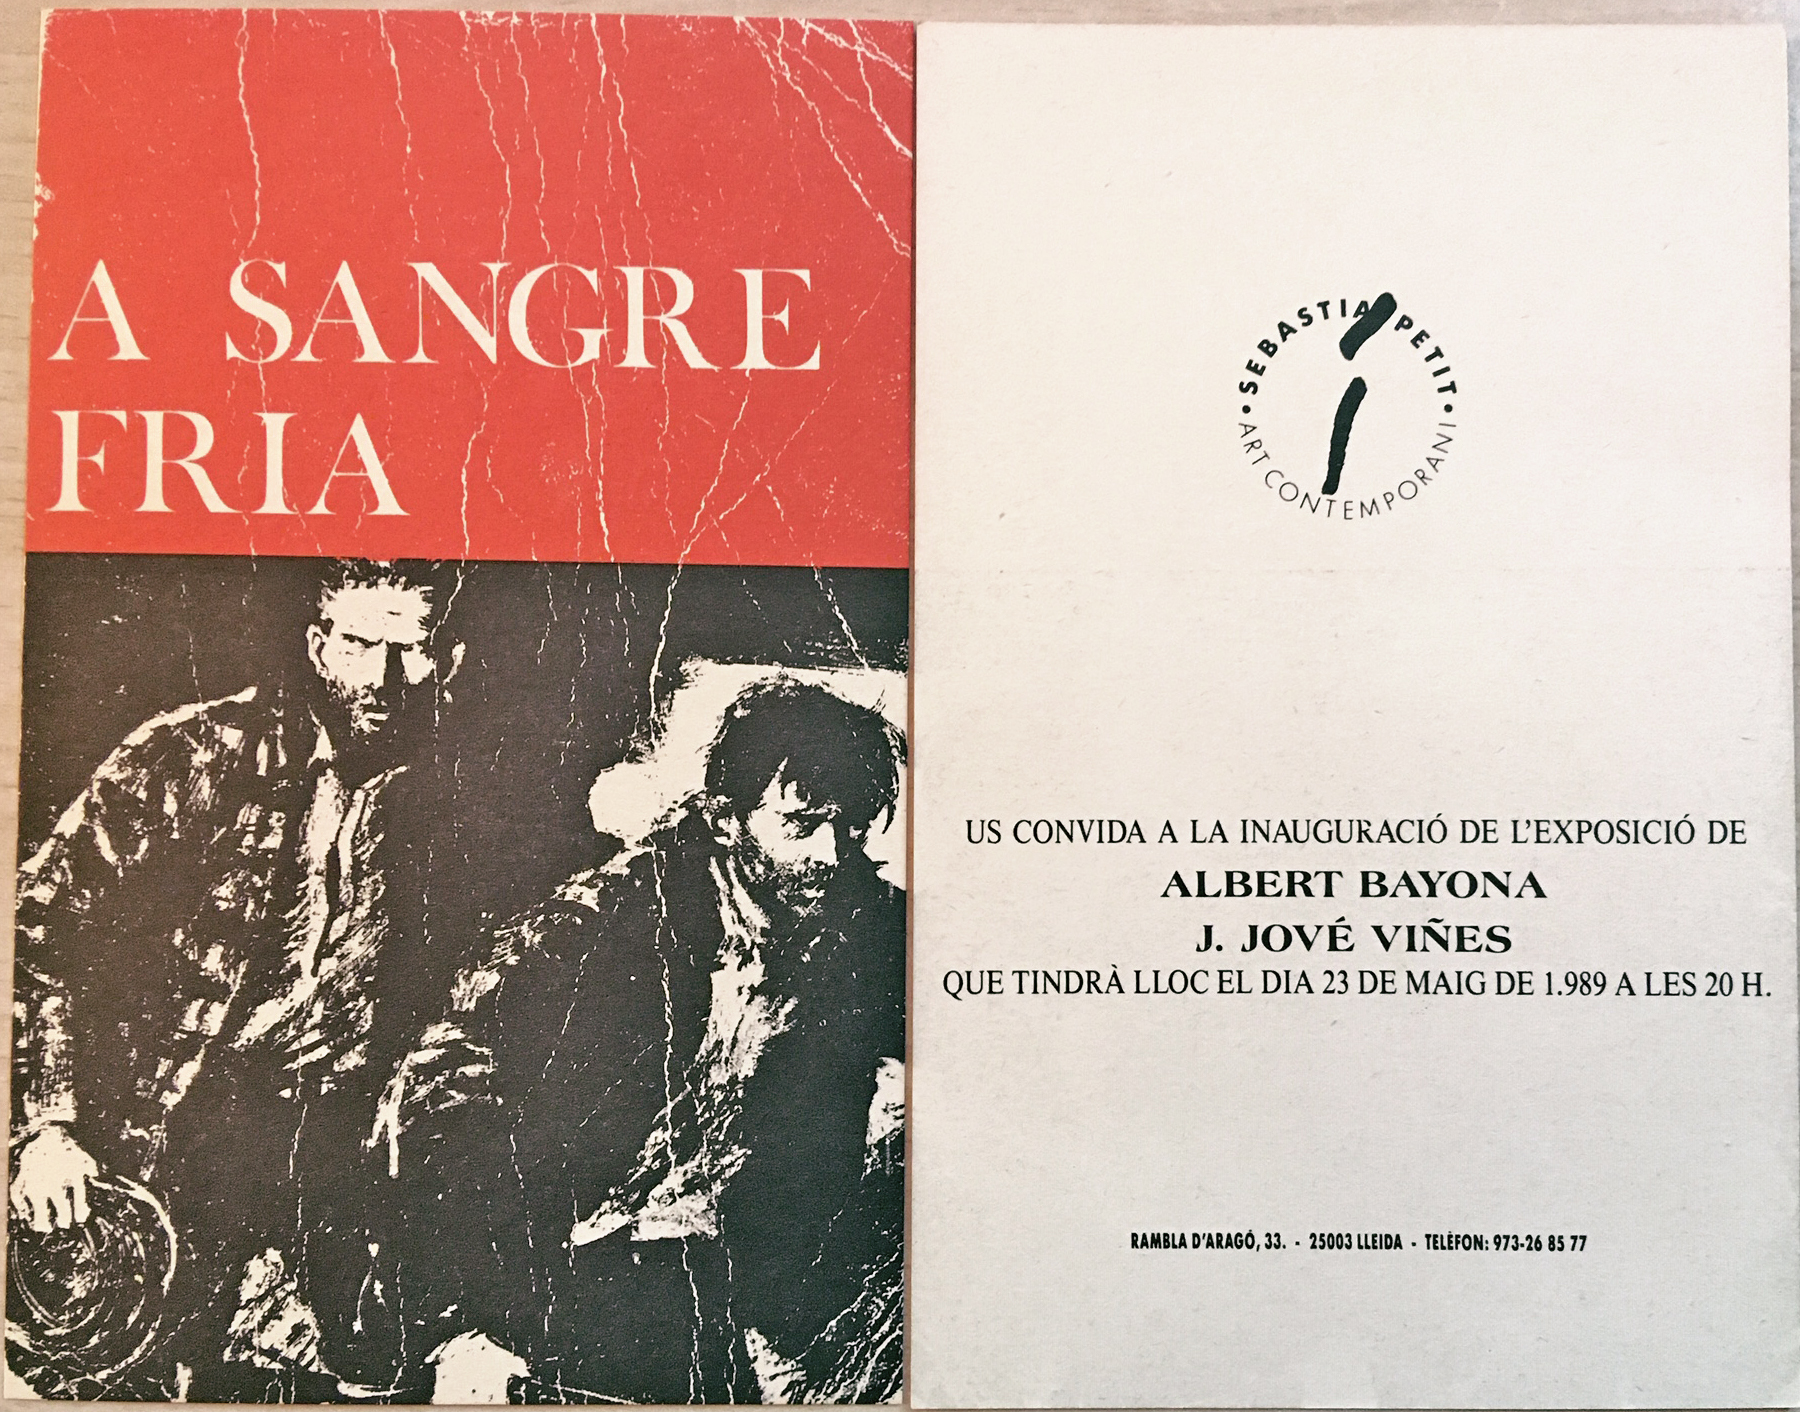 A SANGRE
FRIA
SEBASTIA PETIT
• ART CONTEMPORANI •
US CONVIDA A LA INAUGURACIÓ DE L'EXPOSICIÓ DE
ALBERT BAYONA
J. JOVÉ VIÑES
QUE TINDRÀ LLOC EL DIA 23 DE MAIG DE 1.989 A LES 20 H.
RAMBLA D'ARAGÓ, 33. - 25003 LLEIDA - TELÈFON: 973-26 85 77